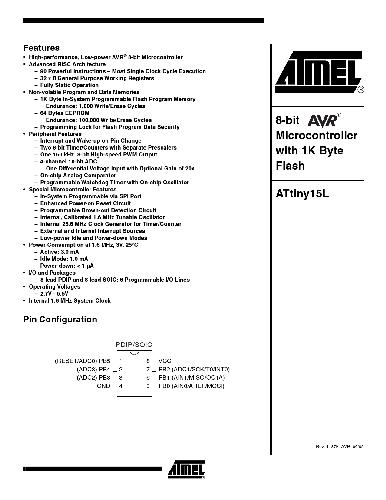 Features
• High-performance, Low-power AVR® 8-bit Microcontroller
• Advanced RISC Architecture
– 90 Powerful Instructions – Most Single Clock Cycle Execution
– 32 x 8 General Purpose Working Registers
– Fully Static Operation
• Non-volatile Program and Data Memories
– 1K Byte In-System Programmable Flash Program Memory
Endurance: 1,000 Write/Erase Cycles
– 64 Bytes EEPROM
Endurance: 100,000 Write/Erase Cycles
– Programming Lock for Flash Program Data Security
• Peripheral Features
– Interrupt and Wake-up on Pin Change
– Two 8-bit Timer/Counters with Separate Prescalers
– One 150 kHz, 8-bit High-speed PWM Output
– 4-channel 10-bit ADC
One Differential Voltage Input with Optional Gain of 20x
– On-chip Analog Comparator
– Programmable Watchdog Timer with On-chip Oscillator
• Special Microcontroller Features
– In-System Programmable via SPI Port
– Enhanced Power-on Reset Circuit
– Programmable Brown-out Detection Circuit
– Internal, Calibrated 1.6 MHz Tunable Oscillator
– Internal 25.6 MHz Clock Generator for Timer/Counter
– External and Internal Interrupt Sources
– Low-power Idle and Power-down Modes
• Power Consumption at 1.6 MHz, 3V, 25°C
– Active: 3.0 mA
– Idle Mode: 1.0 mA
– Power-down: < 1 µA
• I/O and Packages
– 8-lead PDIP and 8-lead SOIC: 6 Programmable I/O Lines
• Operating Voltages
– 2.7V - 5.5V
• Internal 1.6 MHz System Clock
Pin Configuration
PDIP/SOIC
(RESET/ADC0) PB5 1 8 VCC
(ADC3) PB4 2 7 PB2 (ADC1/SCK/T0/INT0)
(ADC2) PB3 3 6 PB1 (AIN1/MISO/OC1A)
GND 4 5 PB0 (AIN0/AREF/MOSI)
ATMEL®
8-bit AVR®
Microcontroller
with 1K Byte
Flash
ATtiny15L
ATMEL